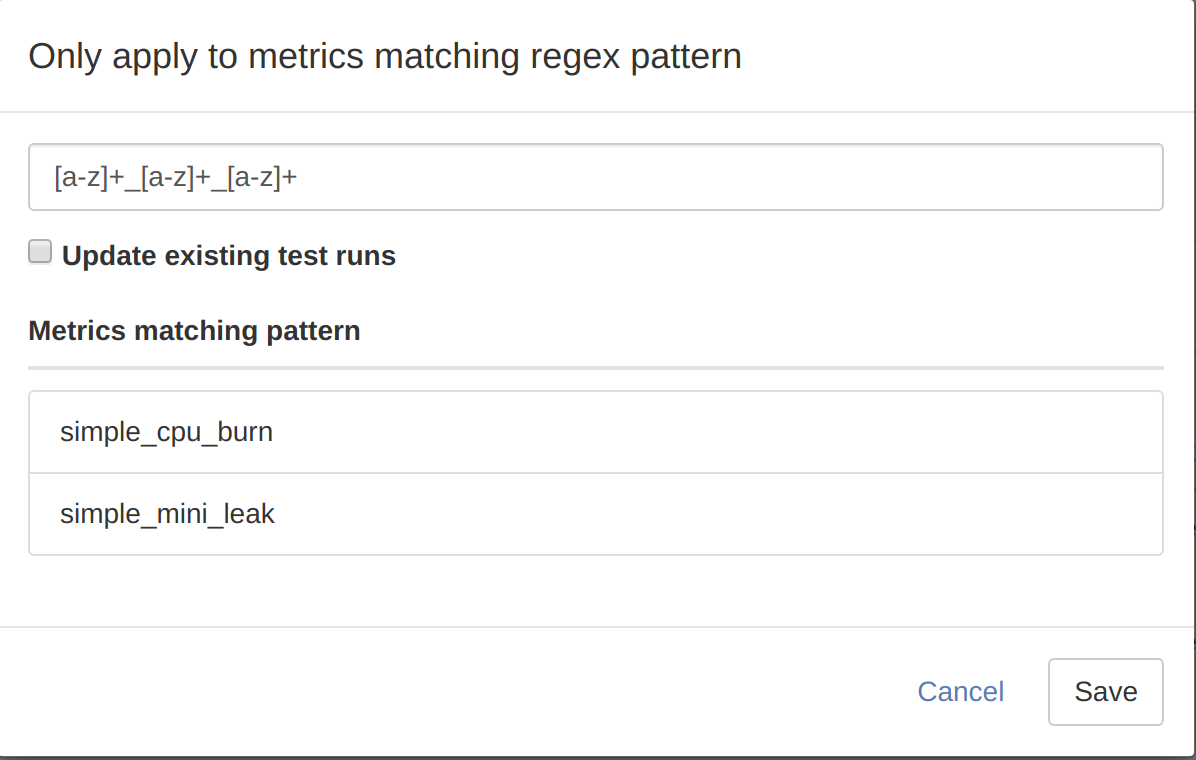 Only apply to metrics matching regex pattern
[a-z]+_[a-z]+_[a-z]+
Update existing test runs
Metrics matching pattern
simple_cpu_burn
simple_mini_leak
Cancel Save